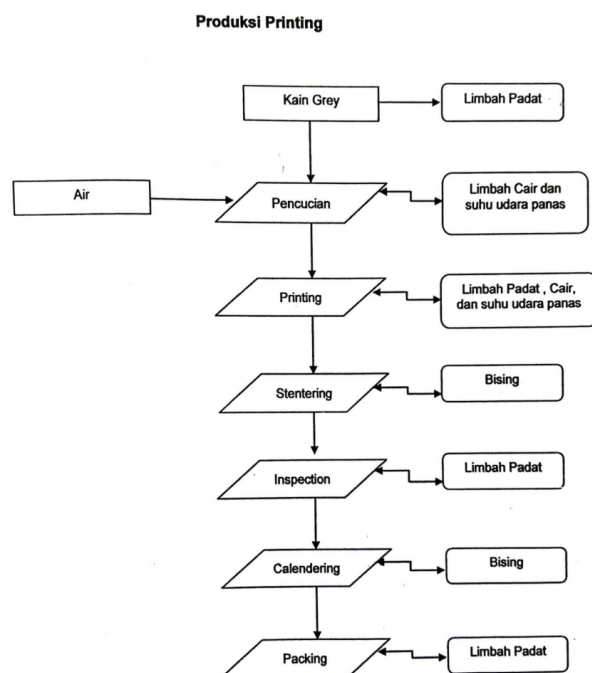 Produksi Printing
Kain Grey
Limbah Padat
Air
Pencucian
Limbah Cair dan
suhu udara panas
Printing
Limbah Padat , Cair,
dan suhu udara panas
Stentering
Bising
Inspection
Limbah Padat
Calendering
Bising
Packing
Limbah Padat